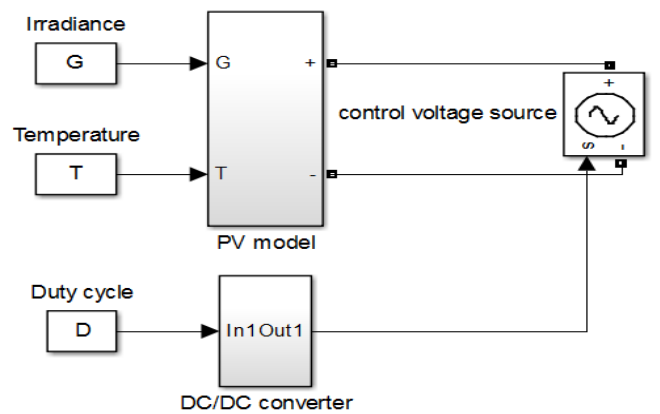 Irradiance
G
G
+
Temperature
T
T
-
PV model
control voltage source
+
s
-
Duty cycle
D
In1Out1
DC/DC converter